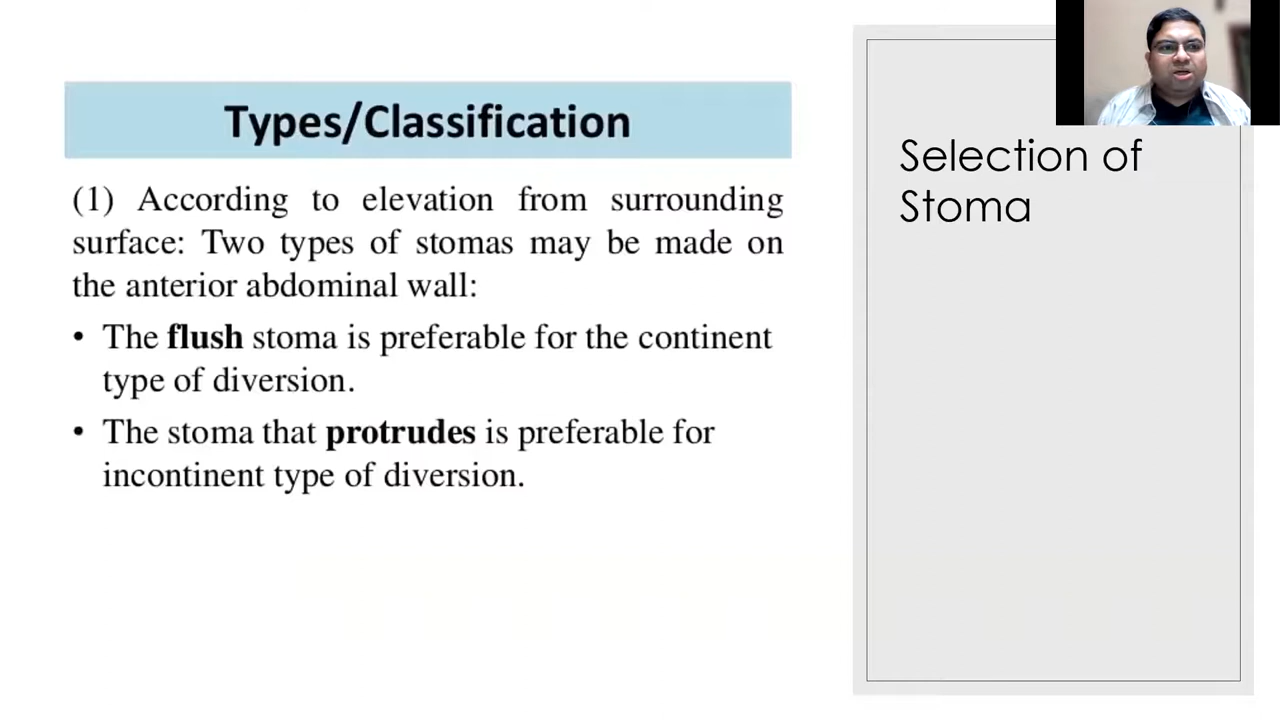 Types/Classification
(1) According to elevation from surrounding
surface: Two types of stomas may be made on
the anterior abdominal wall:
• The flush stoma is preferable for the continent
type of diversion.
• The stoma that protrudes is preferable for
incontinent type of diversion.
Selection of
Stoma